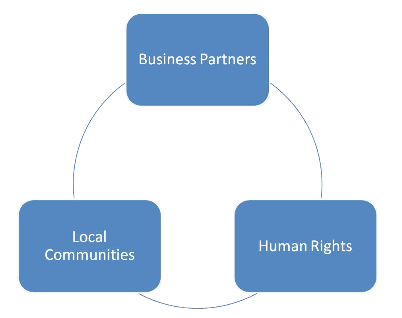 Business Partners
Local
Communities
Human Rights